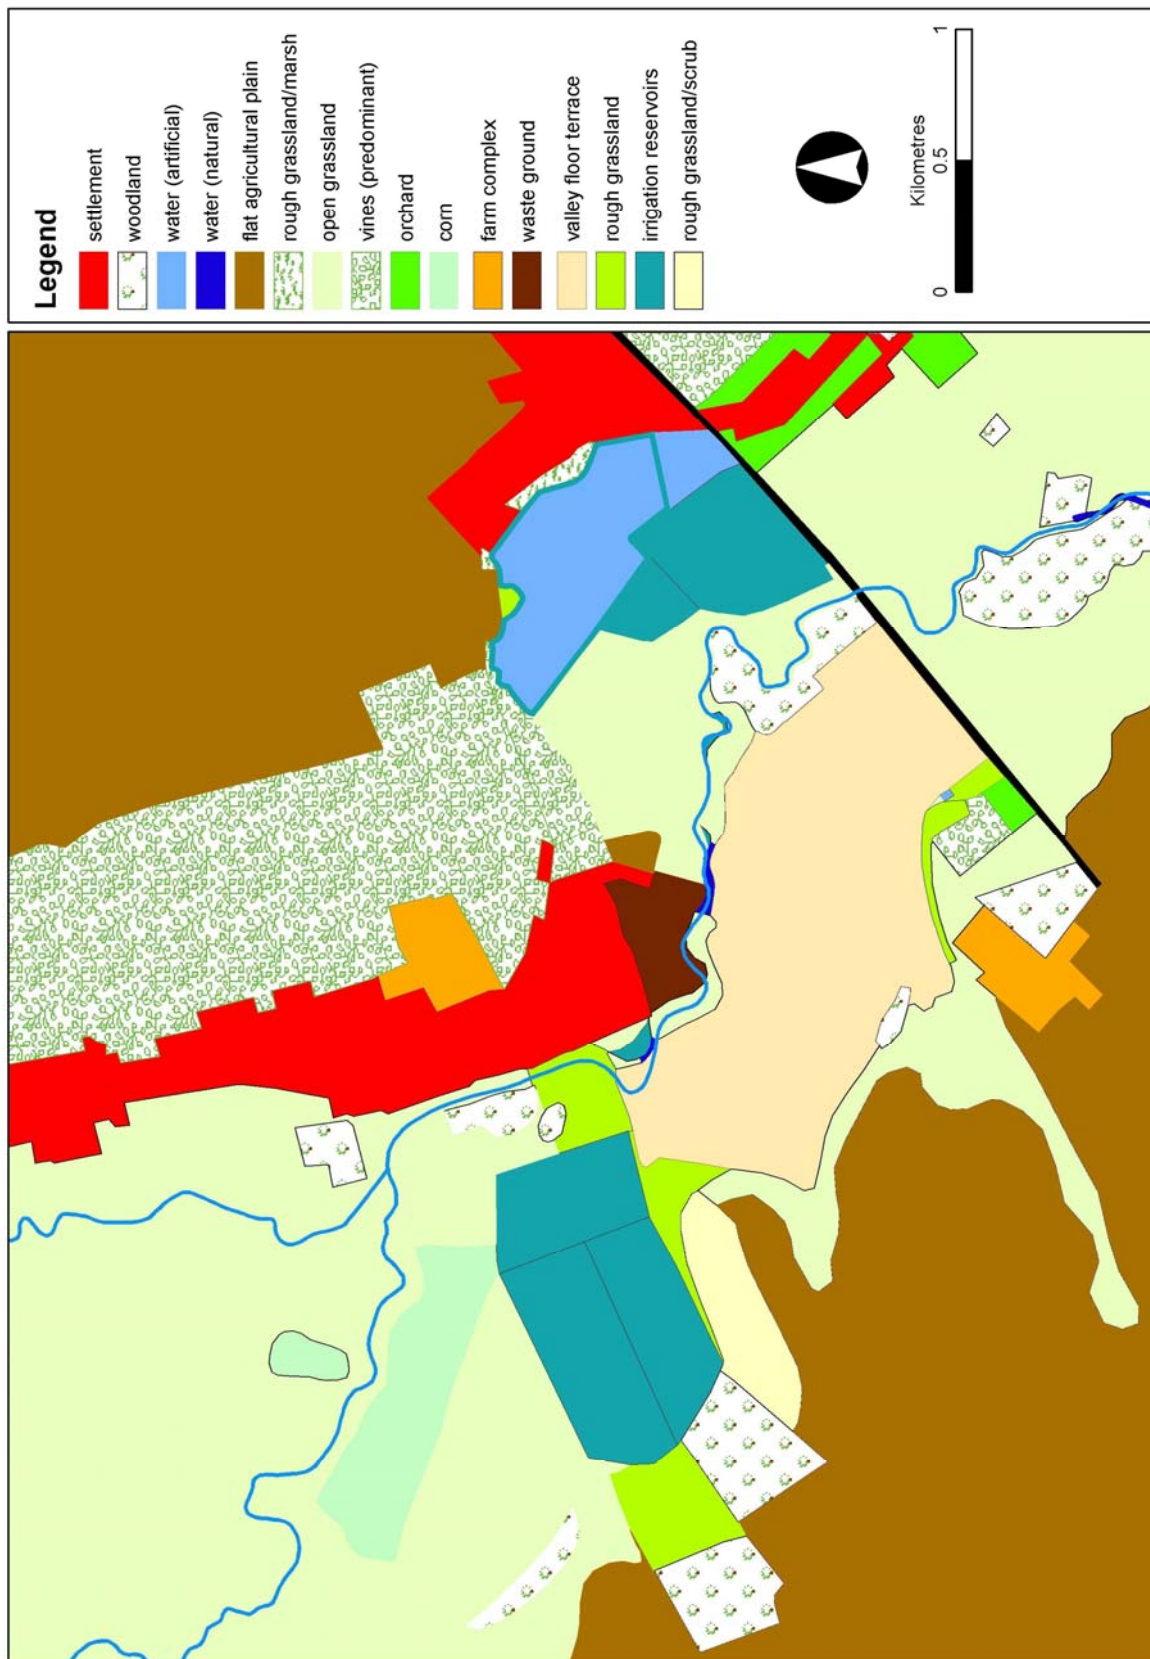 Legend
settlement
woodland
water (artificial)
water (natural)
flat agricultural plain
rough grassland/marsh
open grassland
vines (predominant)
orchard
corn
farm complex
waste ground
valley floor terrace
rough grassland
irrigation reservoirs
rough grassland/scrub
Kilometres
0 0.5 1